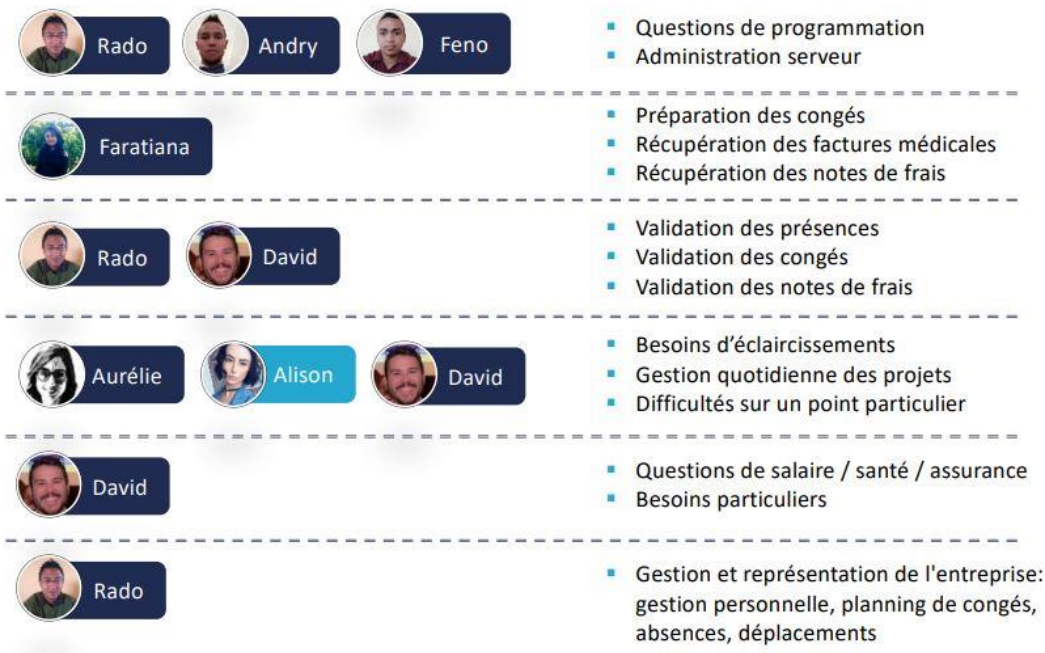 Rado Andry Feno
Questions de programmation
Administration serveur
Faratiana
Préparation des congés
Récupération des factures médicales
Récupération des notes de frais
Rado David
Validation des présences
Validation des congés
Validation des notes de frais
Aurélie Alison David
Besoins d’éclaircissements
Gestion quotidienne des projets
Difficultés sur un point particulier
David
Questions de salaire / santé / assurance
Besoins particuliers
Rado
Gestion et représentation de l'entreprise:
gestion personnelle, planning de congés,
absences, déplacements